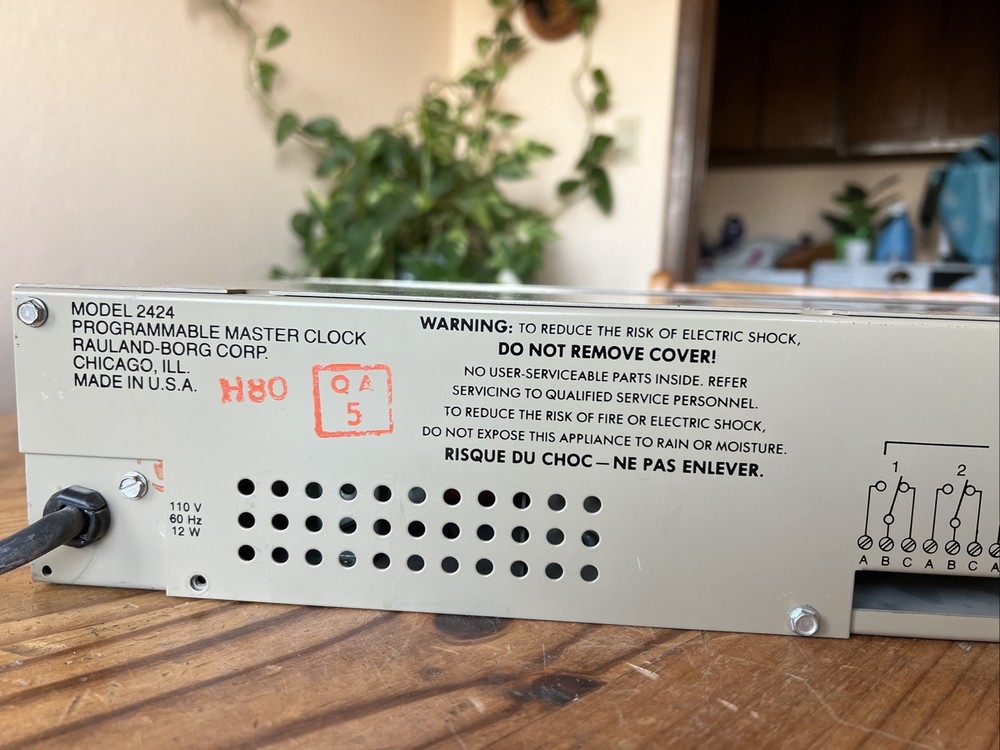 MODEL 2424
PROGRAMMABLE MASTER CLOCK
RAULAND-BORG CORP.
CHICAGO, ILL.
MADE IN U.S.A.
H80
Q A
5
WARNING: TO REDUCE THE RISK OF ELECTRIC SHOCK,
DO NOT REMOVE COVER!
NO USER-SERVICEABLE PARTS INSIDE. REFER
SERVICING TO QUALIFIED SERVICE PERSONNEL.
TO REDUCE THE RISK OF FIRE OR ELECTRIC SHOCK,
DO NOT EXPOSE THIS APPLIANCE TO RAIN OR MOISTURE.
RISQUE DU CHOC — NE PAS ENLEVER.
110 V
60 Hz
12 W
1 2
A B C A B C A